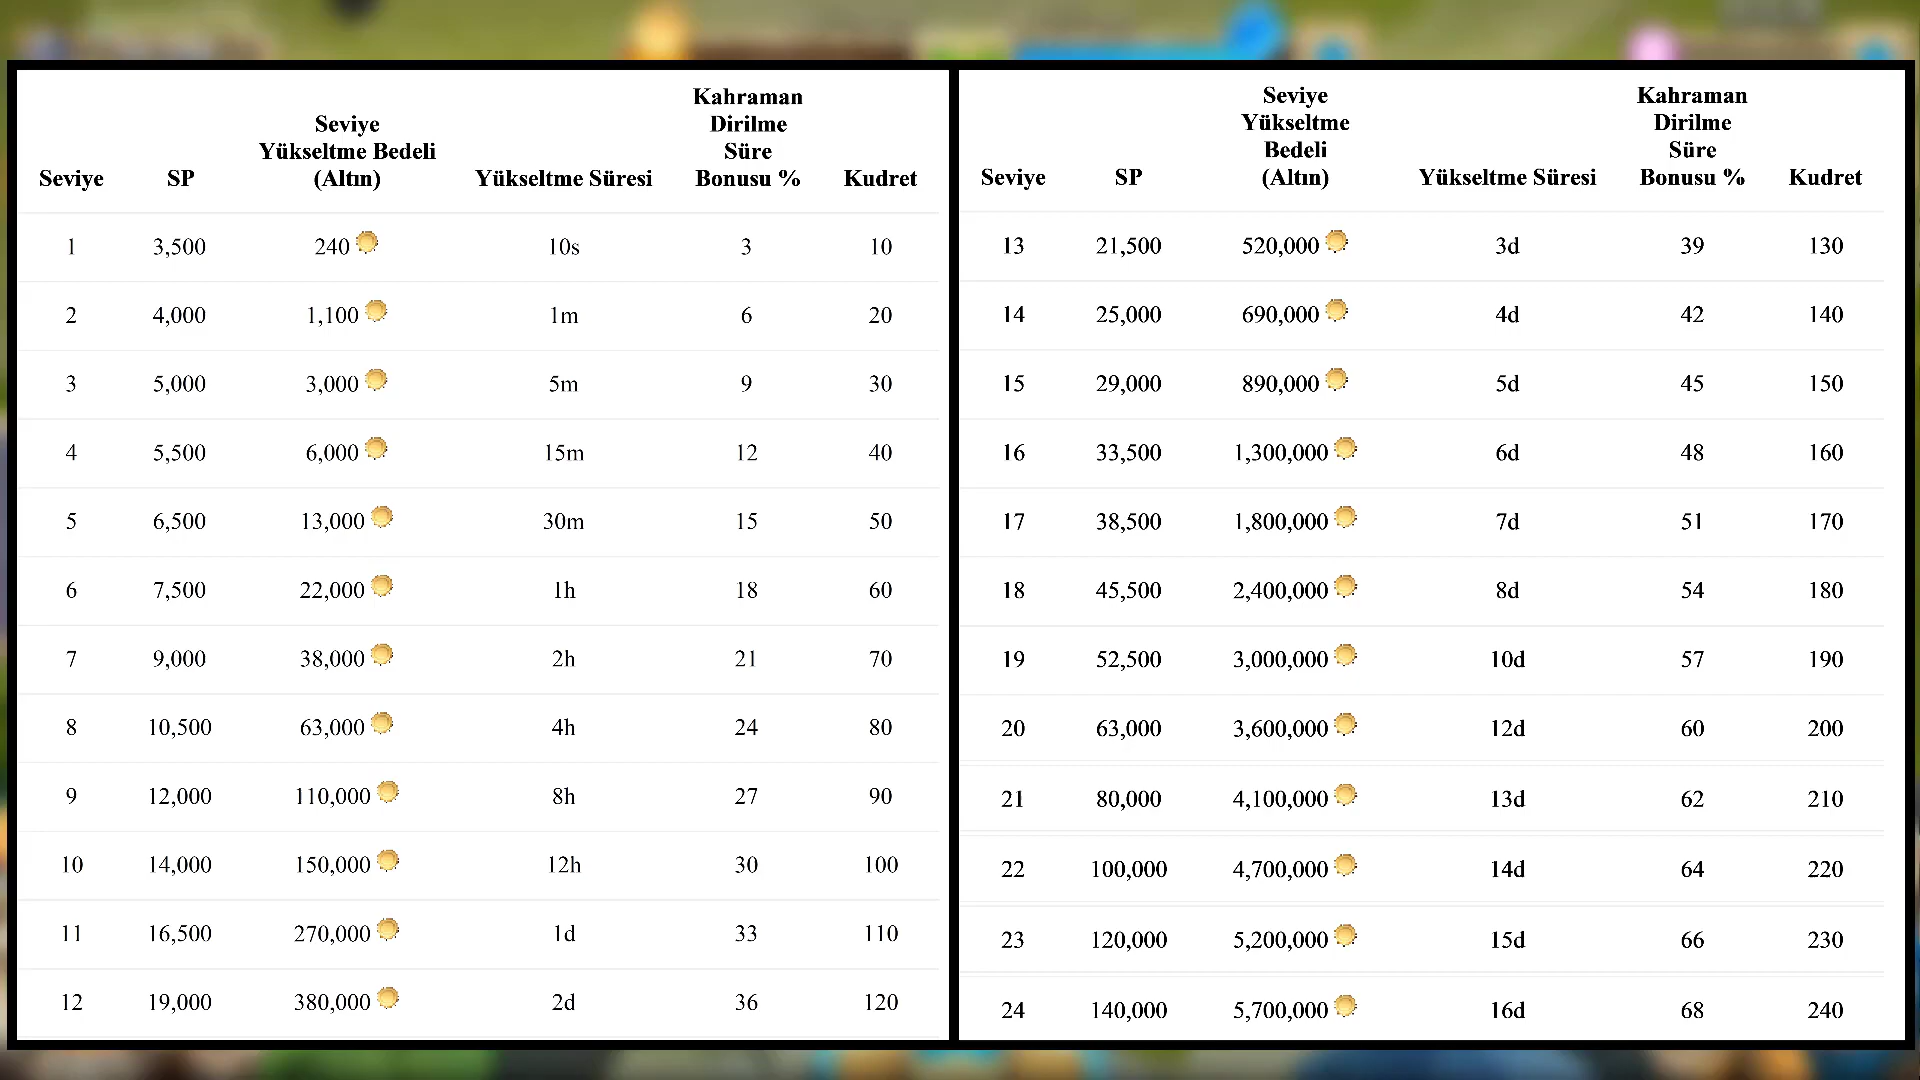 Seviye SP Seviye Yükseltme Bedeli (Altın) Yükseltme Süresi Kahraman Dirilme Süre Bonusu % Kudret
1 3,500 240 10s 3 10
2 4,000 1,100 1m 6 20
3 5,000 3,000 5m 9 30
4 5,500 6,000 15m 12 40
5 6,500 13,000 30m 15 50
6 7,500 22,000 1h 18 60
7 9,000 38,000 2h 21 70
8 10,500 63,000 4h 24 80
9 12,000 110,000 8h 27 90
10 14,000 150,000 12h 30 100
11 16,500 270,000 1d 33 110
12 19,000 380,000 2d 36 120
Seviye SP Seviye Yükseltme Bedeli (Altın) Yükseltme Süresi Kahraman Dirilme Süre Bonusu % Kudret
13 21,500 520,000 3d 39 130
14 25,000 690,000 4d 42 140
15 29,000 890,000 5d 45 150
16 33,500 1,300,000 6d 48 160
17 38,500 1,800,000 7d 51 170
18 45,500 2,400,000 8d 54 180
19 52,500 3,000,000 10d 57 190
20 63,000 3,600,000 12d 60 200
21 80,000 4,100,000 13d 62 210
22 100,000 4,700,000 14d 64 220
23 120,000 5,200,000 15d 66 230
24 140,000 5,700,000 16d 68 240